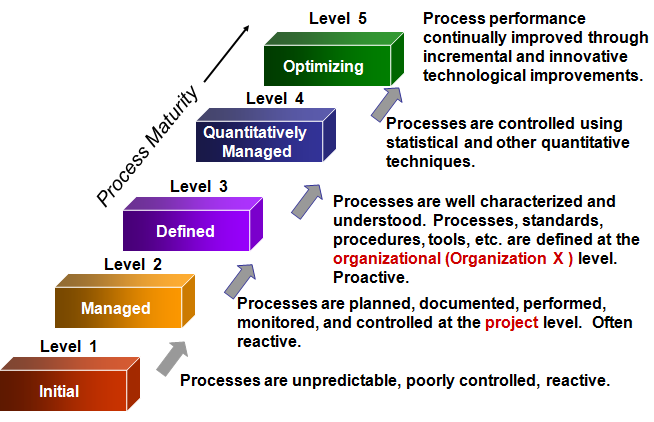 Level 5
Optimizing
Process performance
continually improved through
incremental and innovative
technological improvements.
Process Maturity
Level 4
Quantitatively
Managed
Processes are controlled using
statistical and other quantitative
techniques.
Level 3
Defined
Processes are well characterized and
understood. Processes, standards,
procedures, tools, etc. are defined at the
organizational (Organization X ) level.
Proactive.
Level 2
Managed
Processes are planned, documented, performed,
monitored, and controlled at the project level. Often
reactive.
Level 1
Initial
Processes are unpredictable, poorly controlled, reactive.